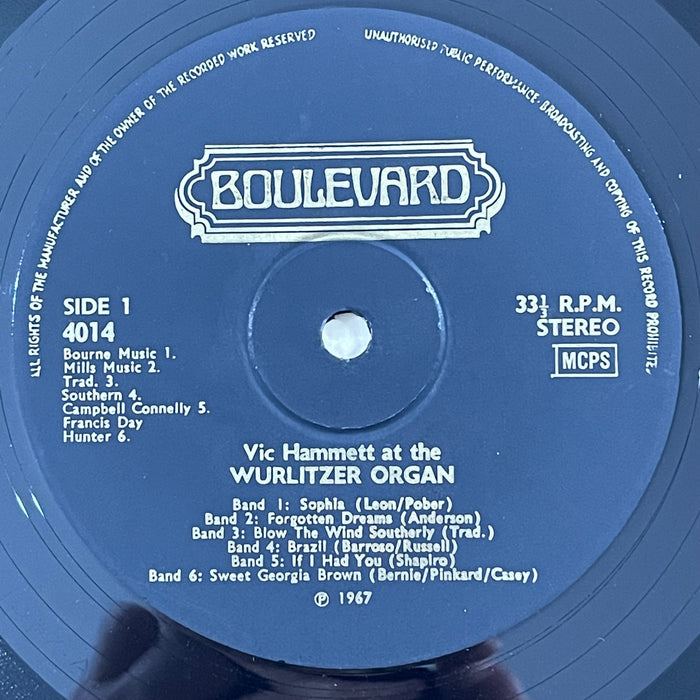 ALL RIGHTS OF THE MANUFACTURER AND OF THE OWNER OF THE RECORDED WORK RESERVED
UNAUTHORISED PUBLIC PERFORMANCE, BROADCASTING AND COPYING OF THIS RECORD PROHIBITE
BOULEVARD
SIDE 1
4014
Bourne Music 1.
Mills Music 2.
Trad. 3.
Southern 4.
Campbell Connelly 5.
Francis Day
Hunter 6.
33⅓ R.P.M.
STEREO
MCPS
Vic Hammett at the
WURLITZER ORGAN
Band 1: Sophia (Leon/Pober)
Band 2: Forgotten Dreams (Anderson)
Band 3: Blow The Wind Southerly (Trad.)
Band 4: Brazil (Barroso/Russell)
Band 5: If I Had You (Shapiro)
Band 6: Sweet Georgia Brown (Bernie/Pinkard/Casey)
℗ 1967